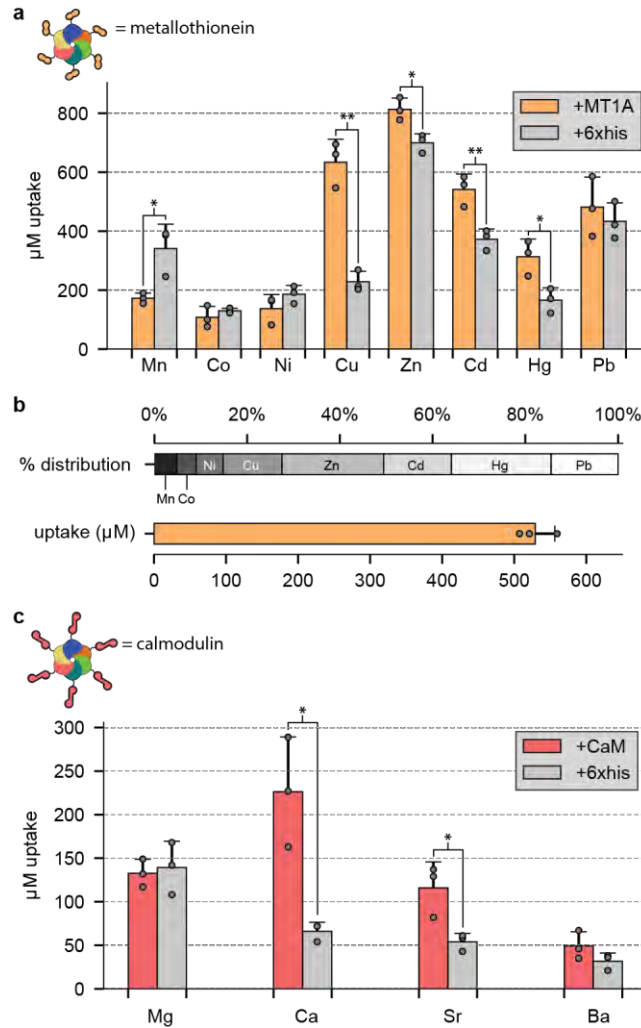 a
= metallothionein
+MT1A
+6xhis
µM uptake
800
600
400
200
0
* ** * ** *
Mn Co Ni Cu Zn Cd Hg Pb
b
0% 20% 40% 60% 80% 100%
% distribution
Ni Cu Zn Cd Hg Pb
Mn Co
uptake (µM)
0 100 200 300 400 500 600
c
= calmodulin
+CaM
+6xhis
µM uptake
300
250
200
150
100
50
0
* *
Mg Ca Sr Ba